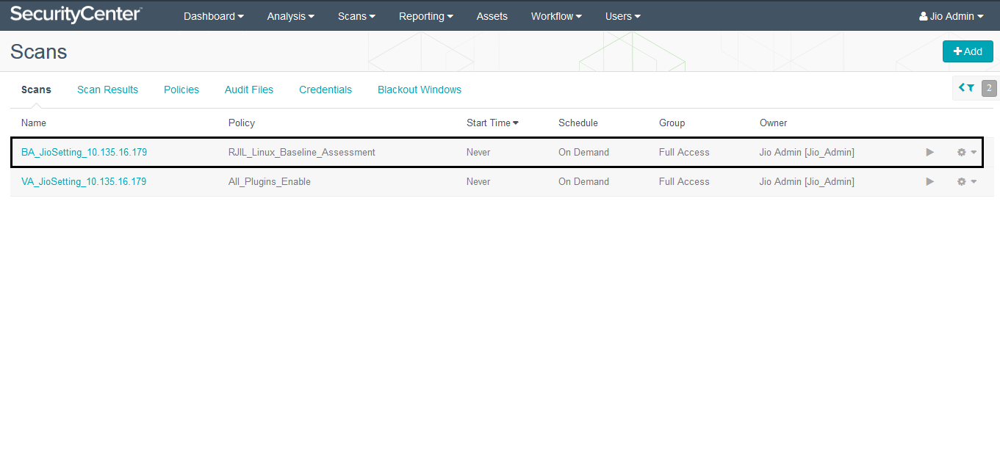 SecurityCenter Dashboard Analysis Scans Reporting Assets Workflow Users Jio Admin
Scans Add
Scans Scan Results Policies Audit Files Credentials Blackout Windows 2
Name Policy Start Time Schedule Group Owner
BA_JioSetting_10.135.16.179 RJIL_Linux_Baseline_Assessment Never On Demand Full Access Jio Admin [Jio_Admin]
VA_JioSetting_10.135.16.179 All_Plugins_Enable Never On Demand Full Access Jio Admin [Jio_Admin]